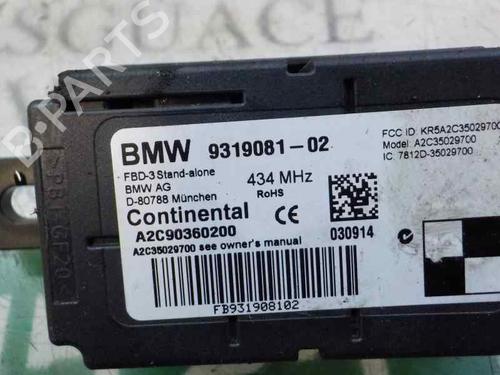 BMW 9319081-02
FBD-3 Stand-alone
BMW AG
D-80788 München
434 MHz
RoHS
Continental CE
A2C90360200
030914
A2C35029700 see owner's manual
FCC ID: KR5A2C35029700
Model: A2C35029700
IC: 7812D-35029700
FB931908102